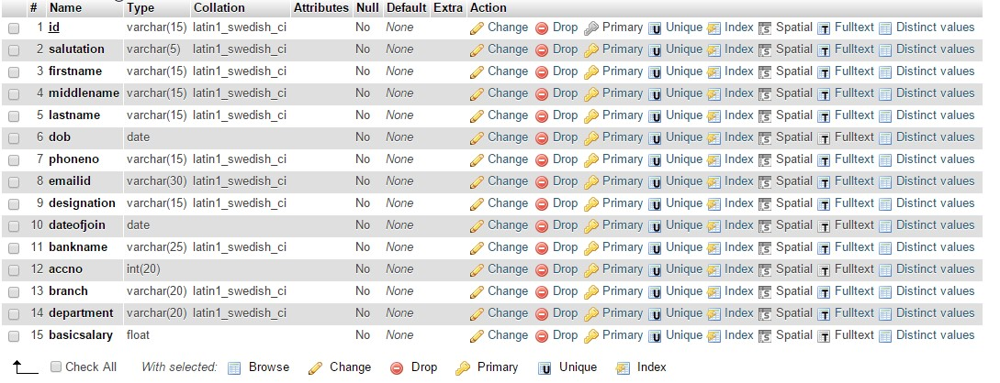 # Name Type Collation Attributes Null Default Extra Action
1 id varchar(15) latin1_swedish_ci No None Change Drop Primary Unique Index Spatial Fulltext Distinct values
2 salutation varchar(5) latin1_swedish_ci No None Change Drop Primary Unique Index Spatial Fulltext Distinct values
3 firstname varchar(15) latin1_swedish_ci No None Change Drop Primary Unique Index Spatial Fulltext Distinct values
4 middlename varchar(15) latin1_swedish_ci No None Change Drop Primary Unique Index Spatial Fulltext Distinct values
5 lastname varchar(15) latin1_swedish_ci No None Change Drop Primary Unique Index Spatial Fulltext Distinct values
6 dob date No None Change Drop Primary Unique Index Spatial Fulltext Distinct values
7 phoneno varchar(15) latin1_swedish_ci No None Change Drop Primary Unique Index Spatial Fulltext Distinct values
8 emailid varchar(30) latin1_swedish_ci No None Change Drop Primary Unique Index Spatial Fulltext Distinct values
9 designation varchar(15) latin1_swedish_ci No None Change Drop Primary Unique Index Spatial Fulltext Distinct values
10 dateofjoin date No None Change Drop Primary Unique Index Spatial Fulltext Distinct values
11 bankname varchar(25) latin1_swedish_ci No None Change Drop Primary Unique Index Spatial Fulltext Distinct values
12 accno int(20) No None Change Drop Primary Unique Index Spatial Fulltext Distinct values
13 branch varchar(20) latin1_swedish_ci No None Change Drop Primary Unique Index Spatial Fulltext Distinct values
14 department varchar(20) latin1_swedish_ci No None Change Drop Primary Unique Index Spatial Fulltext Distinct values
15 basicsalary float No None Change Drop Primary Unique Index Spatial Fulltext Distinct values
Check All With selected: Browse Change Drop Primary Unique Index